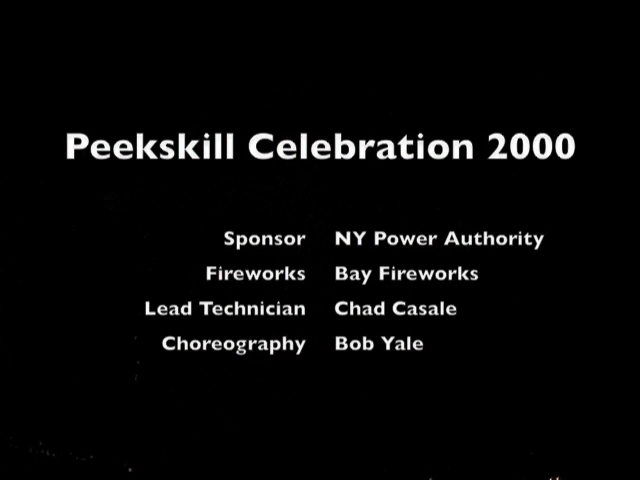 Peekskill Celebration 2000
Sponsor NY Power Authority
Fireworks Bay Fireworks
Lead Technician Chad Casale
Choreography Bob Yale